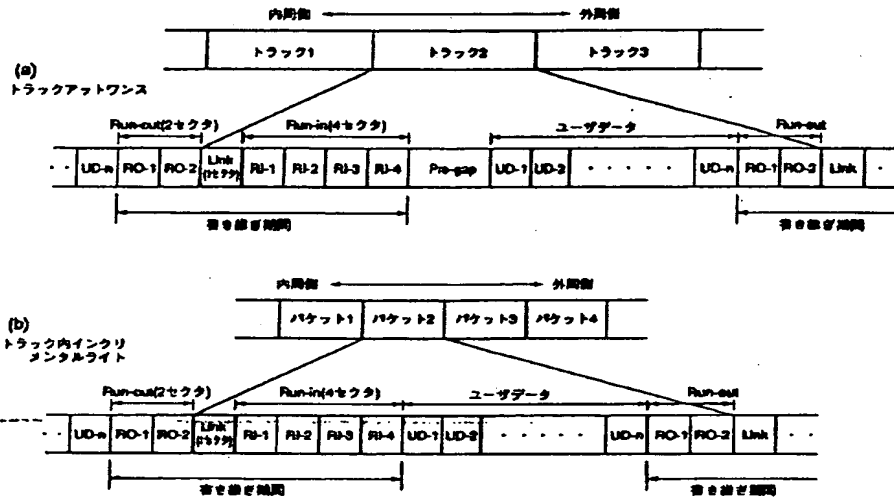 内周側 外周側
(a) トラックアットワンス
トラック1 トラック2 トラック3
Run-out(2セクタ) Run-in(4セクタ) ユーザデータ Run-out
・・ UD-n RO-1 RO-2 Link (1セクタ) RI-1 RI-2 RI-3 RI-4 Pre-gap UD-1 UD-3 ・・・・・ UD-n RO-1 RO-2 Link ・
書き継ぎ期間 書き継ぎ期間
内周側 外周側
(b) トラック内インクリ
メンタルライト
パケット1 パケット2 パケット3 パケット4
Run-out(2セクタ) Run-in(4セクタ) ユーザデータ Run-out
・・ UD-n RO-1 RO-2 Link (1セクタ) RI-1 RI-2 RI-3 RI-4 UD-1 UD-2 ・・・・・ UD-n RO-1 RO-2 Link ・・
書き継ぎ期間 書き継ぎ期間